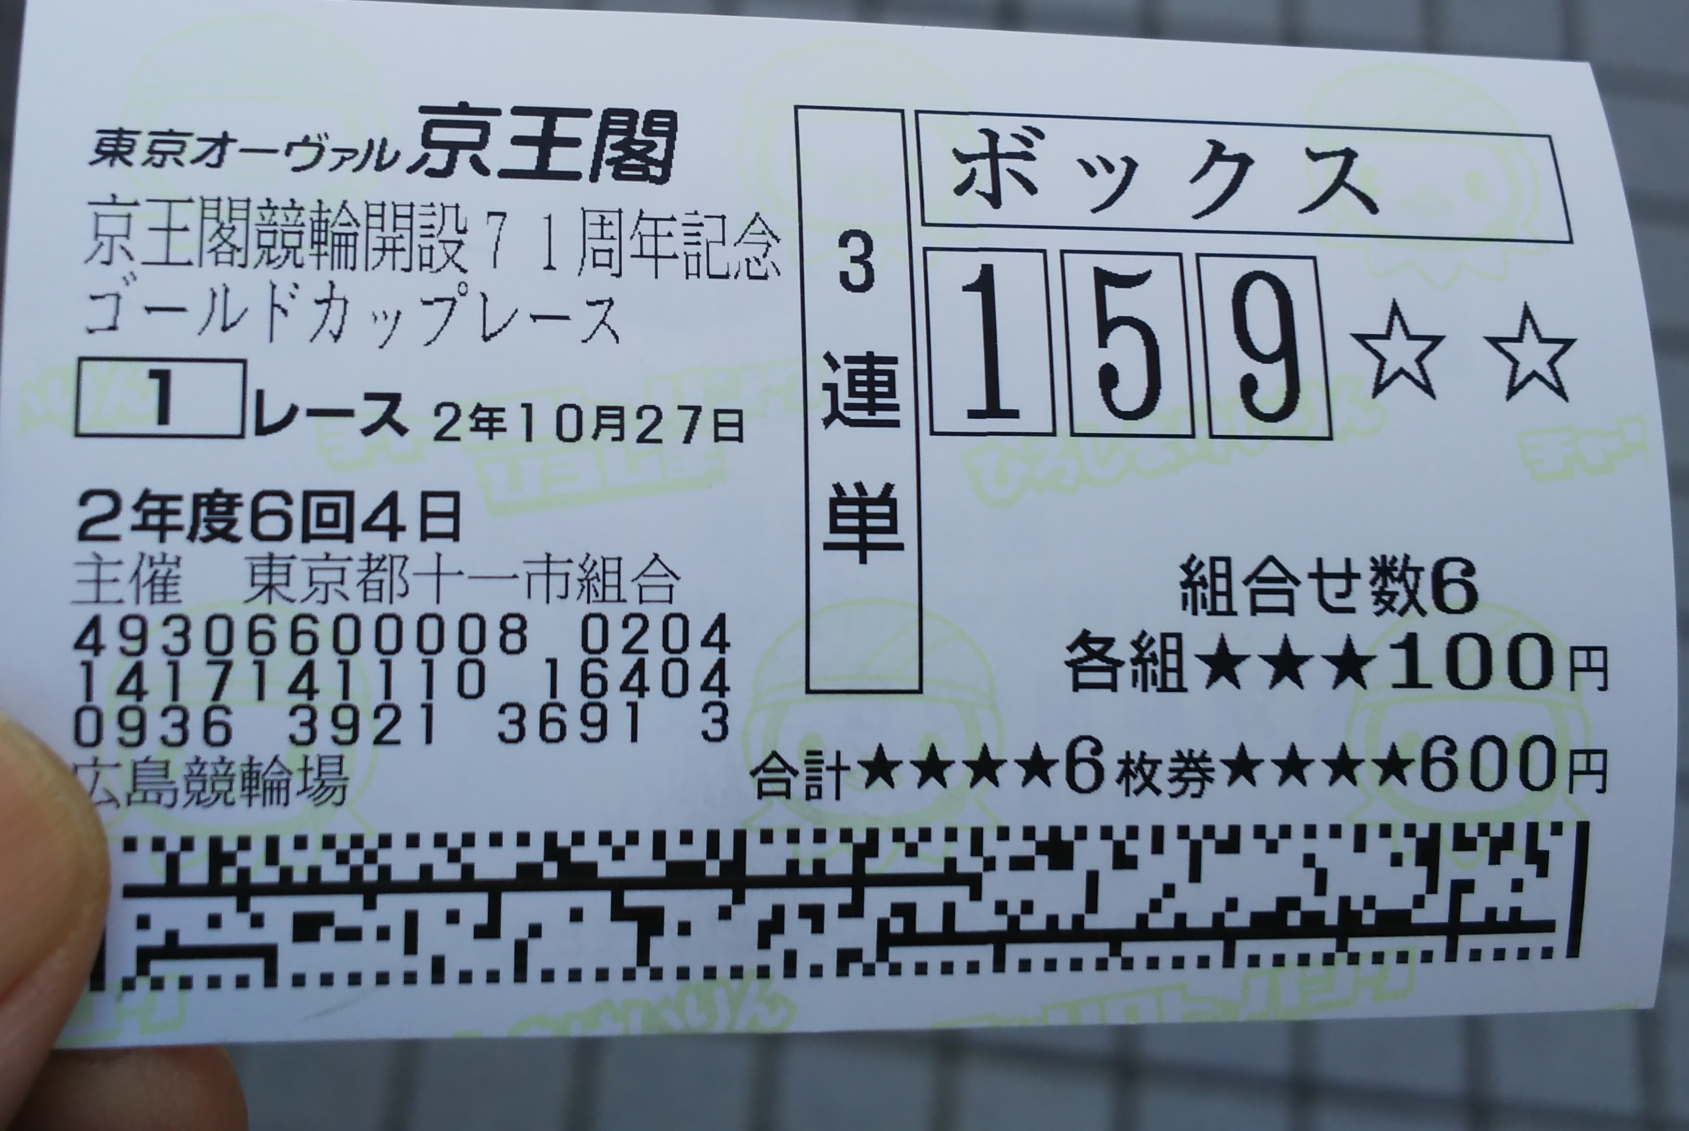 東京オーヴァル京王閣
京王閣競輪開設71周年記念
ゴールドカップレース
1レース 2年10月27日
2年度6回4日
主催 東京都十一市組合
49306600008 0204
14171411110 16404
0936 3921 3691 3
広島競輪場
3連単
ボックス
159☆☆
組合せ数6
各組★★★100円
合計★★★★6枚券★★★★600円